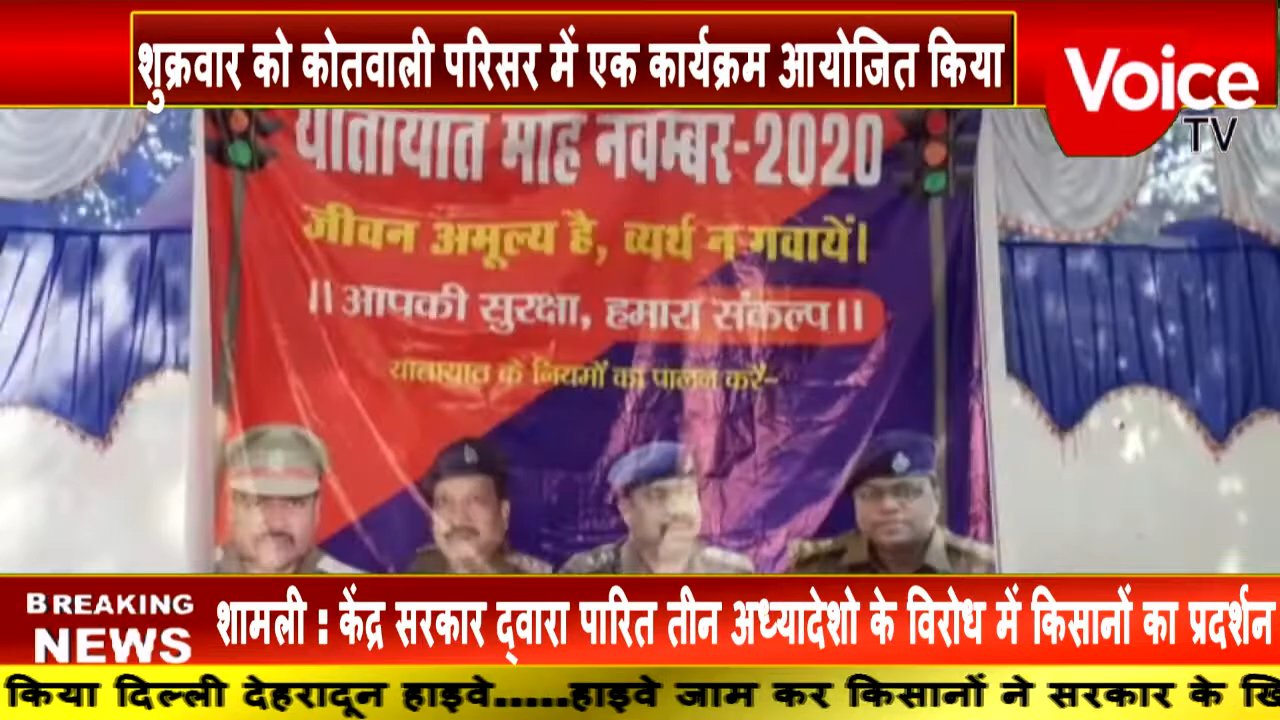 शुक्रवार को कोतवाली परिसर में एक कार्यक्रम आयोजित किया
Voice
TV
यातायात माह नवम्बर-2020
जीवन अमूल्य है, व्यर्थ न गवायें।
।। आपकी सुरक्षा, हमारा संकल्प ।।
यातायात के नियमों का पालन करें-
BREAKING
NEWS
शामली : केंद्र सरकार द्वारा पारित तीन अध्यादेशो के विरोध में किसानों का प्रदर्शन
किया दिल्ली देहरादून हाइवे.....हाइवे जाम कर किसानों ने सरकार के